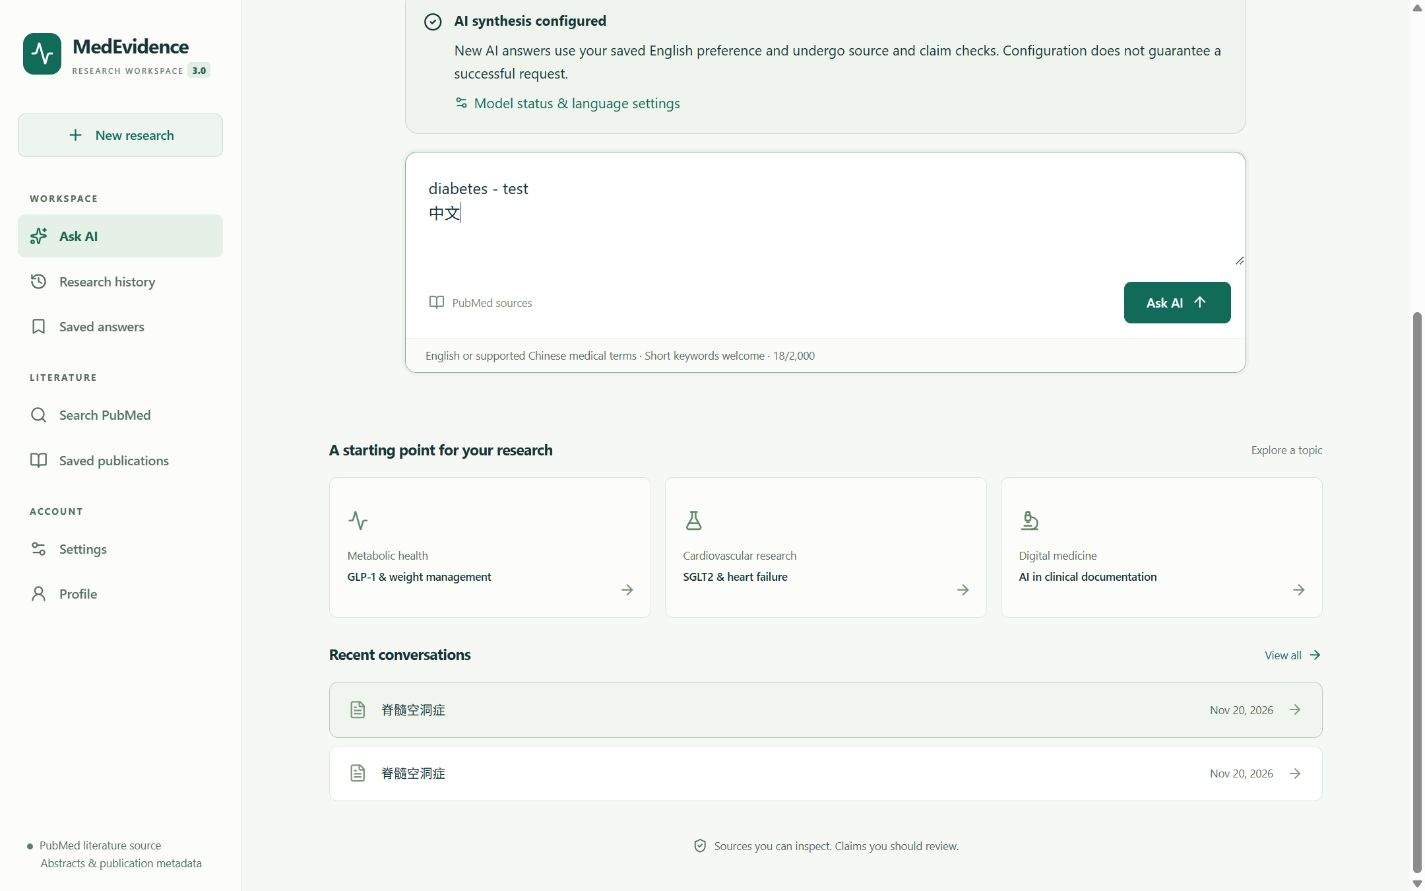 MedEvidence
RESEARCH WORKSPACE 3.0
New research
WORKSPACE
Ask AI
Research history
Saved answers
LITERATURE
Search PubMed
Saved publications
ACCOUNT
Settings
Profile
PubMed literature source
Abstracts & publication metadata
AI synthesis configured
New AI answers use your saved English preference and undergo source and claim checks. Configuration does not guarantee a
successful request.
Model status & language settings
diabetes - test
中文
PubMed sources
Ask AI
English or supported Chinese medical terms · Short keywords welcome · 18/2,000
A starting point for your research
Explore a topic
Metabolic health
GLP-1 & weight management
Cardiovascular research
SGLT2 & heart failure
Digital medicine
AI in clinical documentation
Recent conversations
View all
脊髓空洞症
Nov 20, 2026
脊髓空洞症
Nov 20, 2026
Sources you can inspect. Claims you should review.